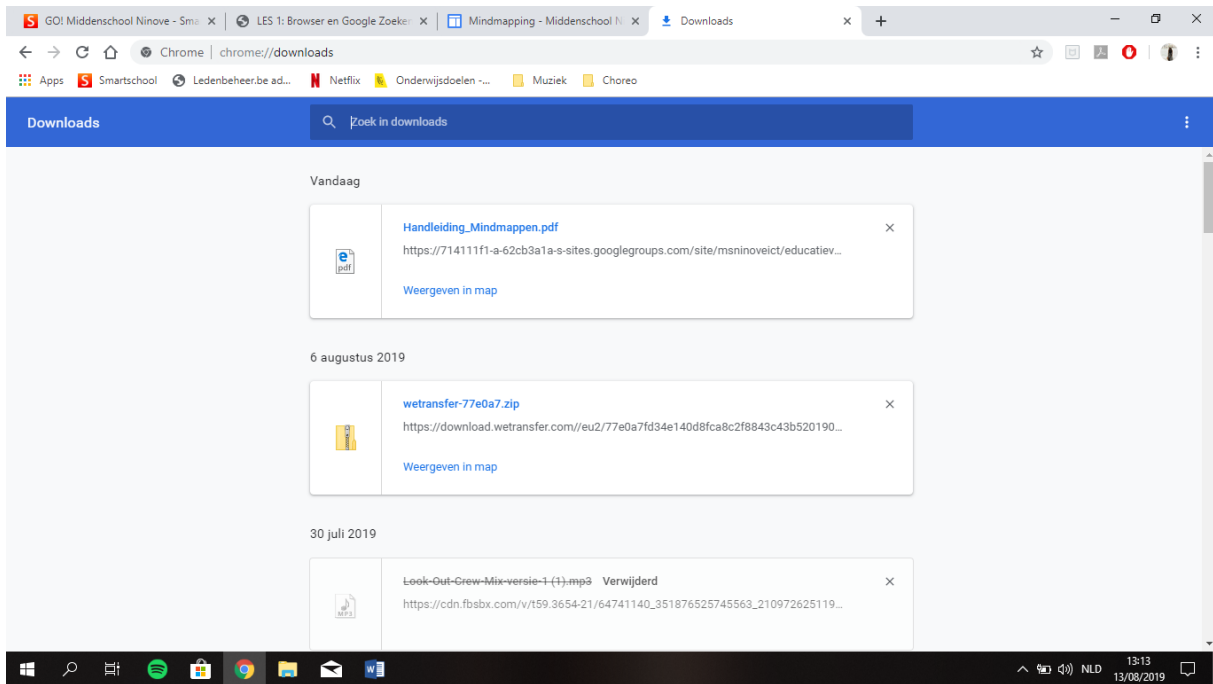 GO! Middenschool Ninove - Sma
LES 1: Browser en Google Zoeker
Mindmapping - Middenschool N
Downloads
Chrome | chrome://downloads
Apps
Smartschool
Ledenbeheer.be ad...
Netflix
Onderwijsdoelen -...
Muziek
Choreo
Downloads
Zoek in downloads
Vandaag
Handleiding_Mindmappen.pdf
https://714111f1-a-62cb3a1a-s-sites.googlegroups.com/site/msninoveict/educatiev...
pdf
Weergeven in map
6 augustus 2019
wetransfer-77e0a7.zip
https://download.wetransfer.com//eu2/77e0a7fd34e140d8fca8c2f8843c43b520190...
Weergeven in map
30 juli 2019
Look-Out-Crew-Mix-versie-1 (1).mp3 Verwijderd
https://cdn.fbsbx.com/v/t59.3654-21/64741140_351876525745563_210972625119...
MP3
NLD
13:13
13/08/2019